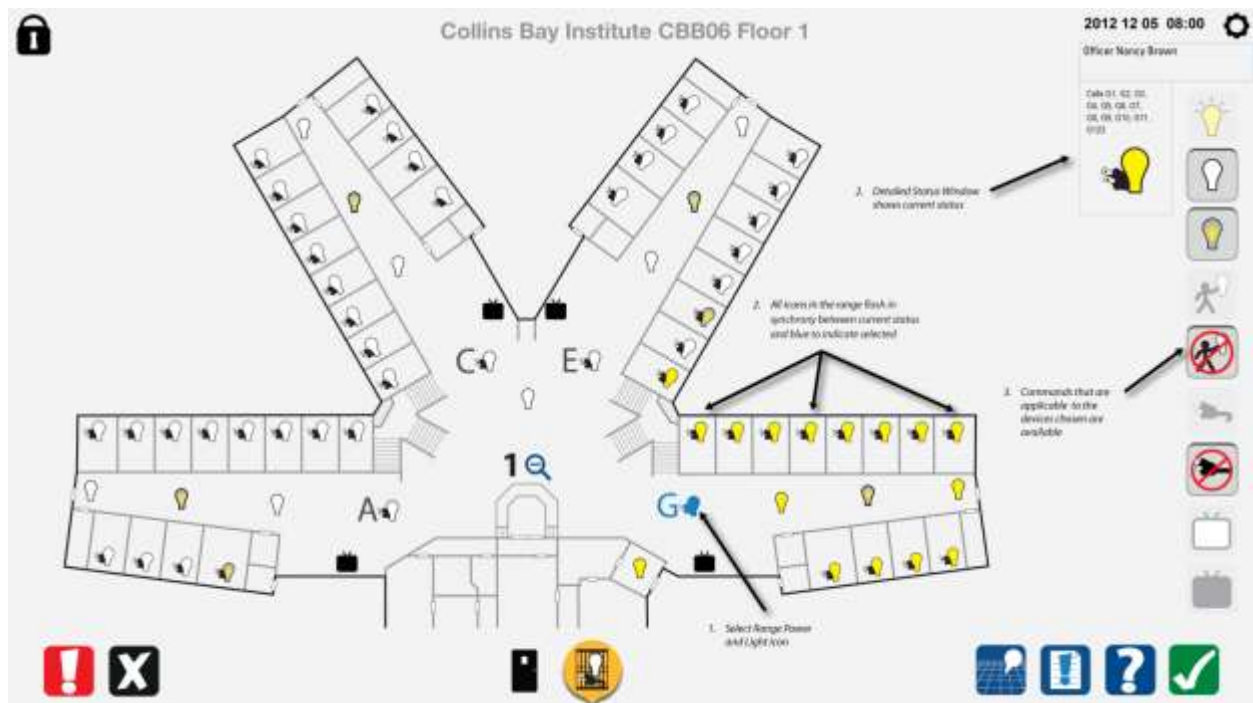 Collins Bay Institute CBB06 Floor 1
2012 12 05 08:00
Officer Nancy Brown
2. Detailed Status Window
shows current status
2. All icons in the range flash in
synchrony between current status
and blue to indicate selected
C
E
3. Commands that are
applicable to the
devices chosen are
available
1
A
G
1. Select Range Power
and Light Icon